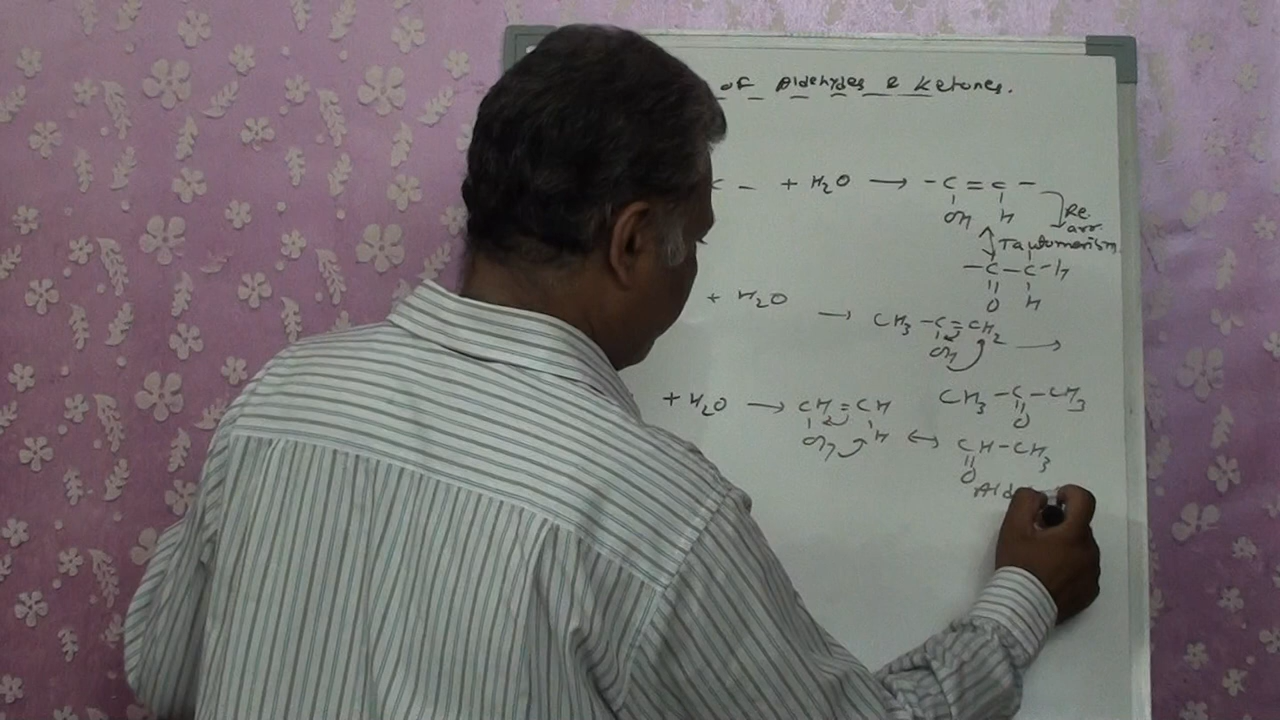 of Aldehydes & Ketones.
C - + H2O → -C=C-
OH H
Re.
arr.
Tautomerism
-C-C-H
O H
+ H2O → CH3-C=CH2
OH →
+ H2O → CH=CH
OH H
CH3-C-CH3
O
↔ CH-CH3
O
Ald